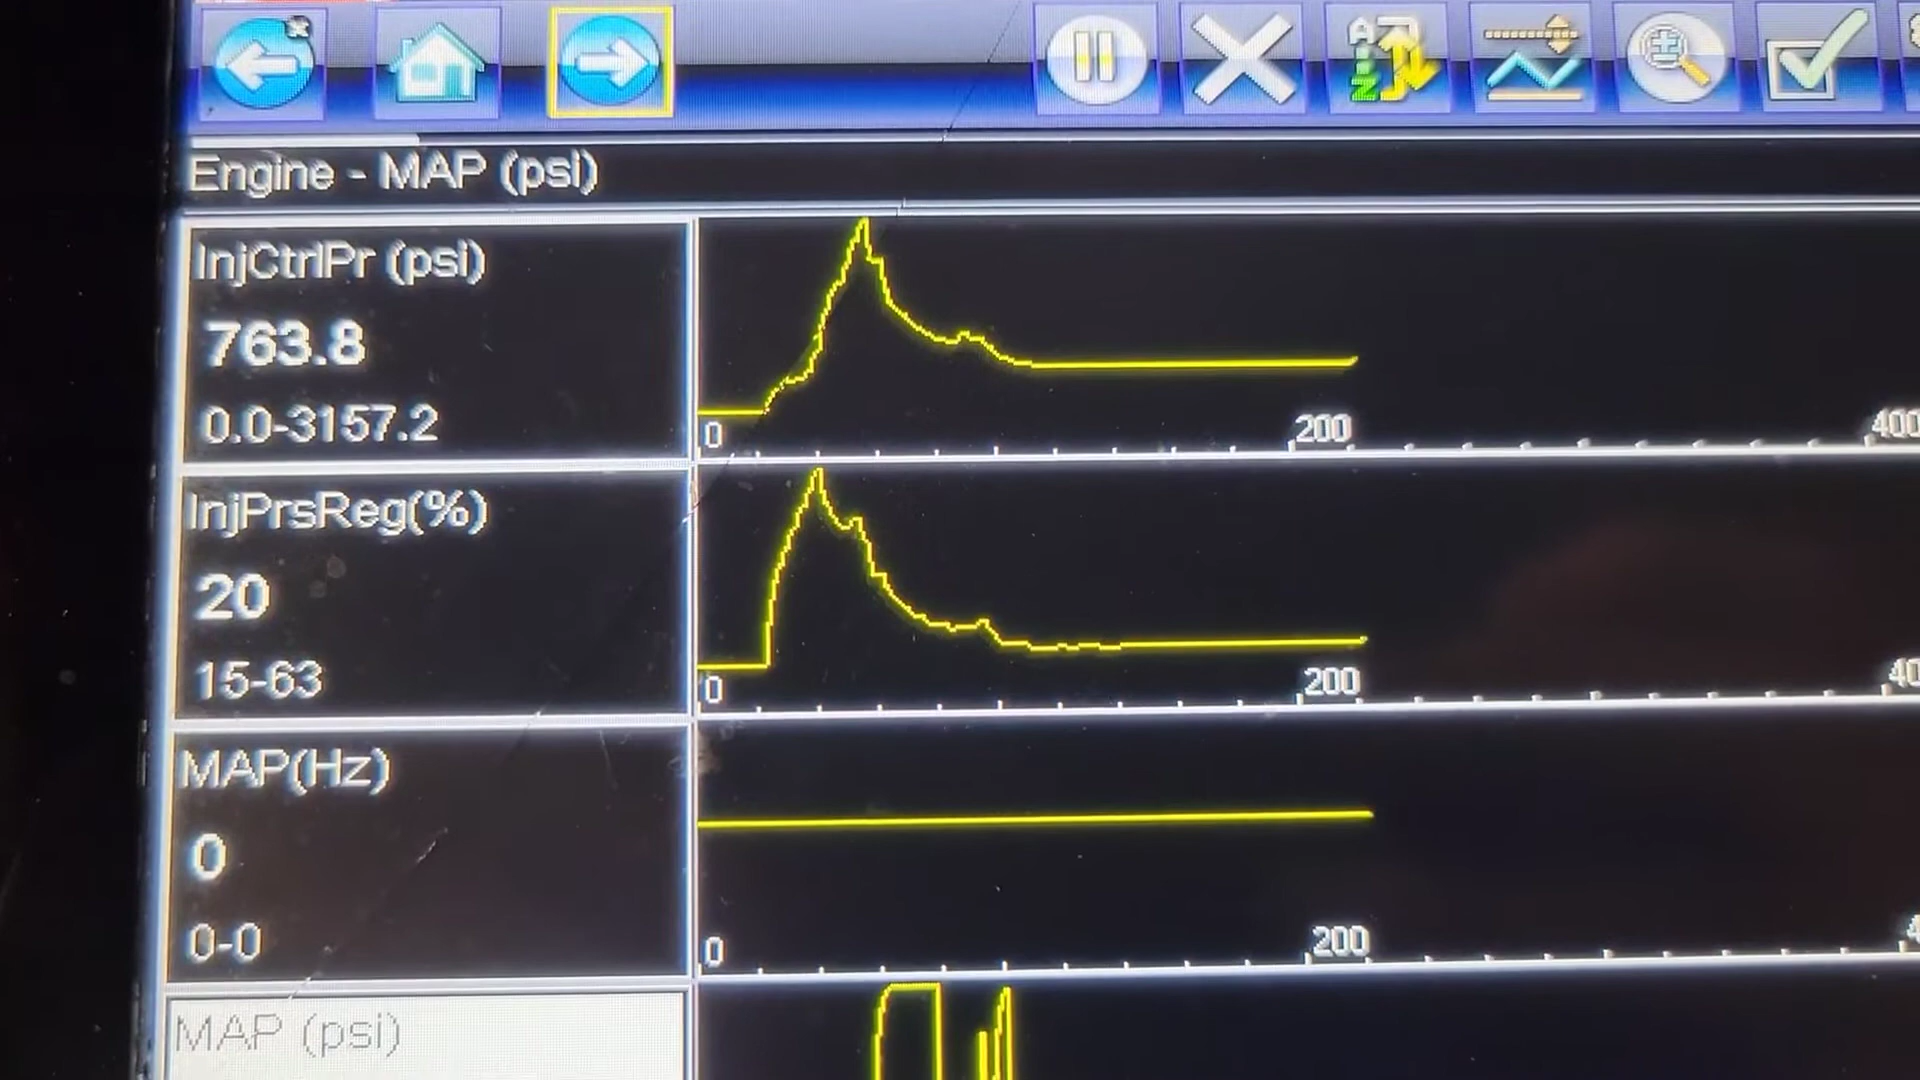 Engine - MAP (psi)
InjCtrlPr (psi)
763.8
0.0-3157.2
0
200
400
InjPrsReg(%)
20
15-63
0
200
MAP(Hz)
0
0-0
0
200
MAP (psi)